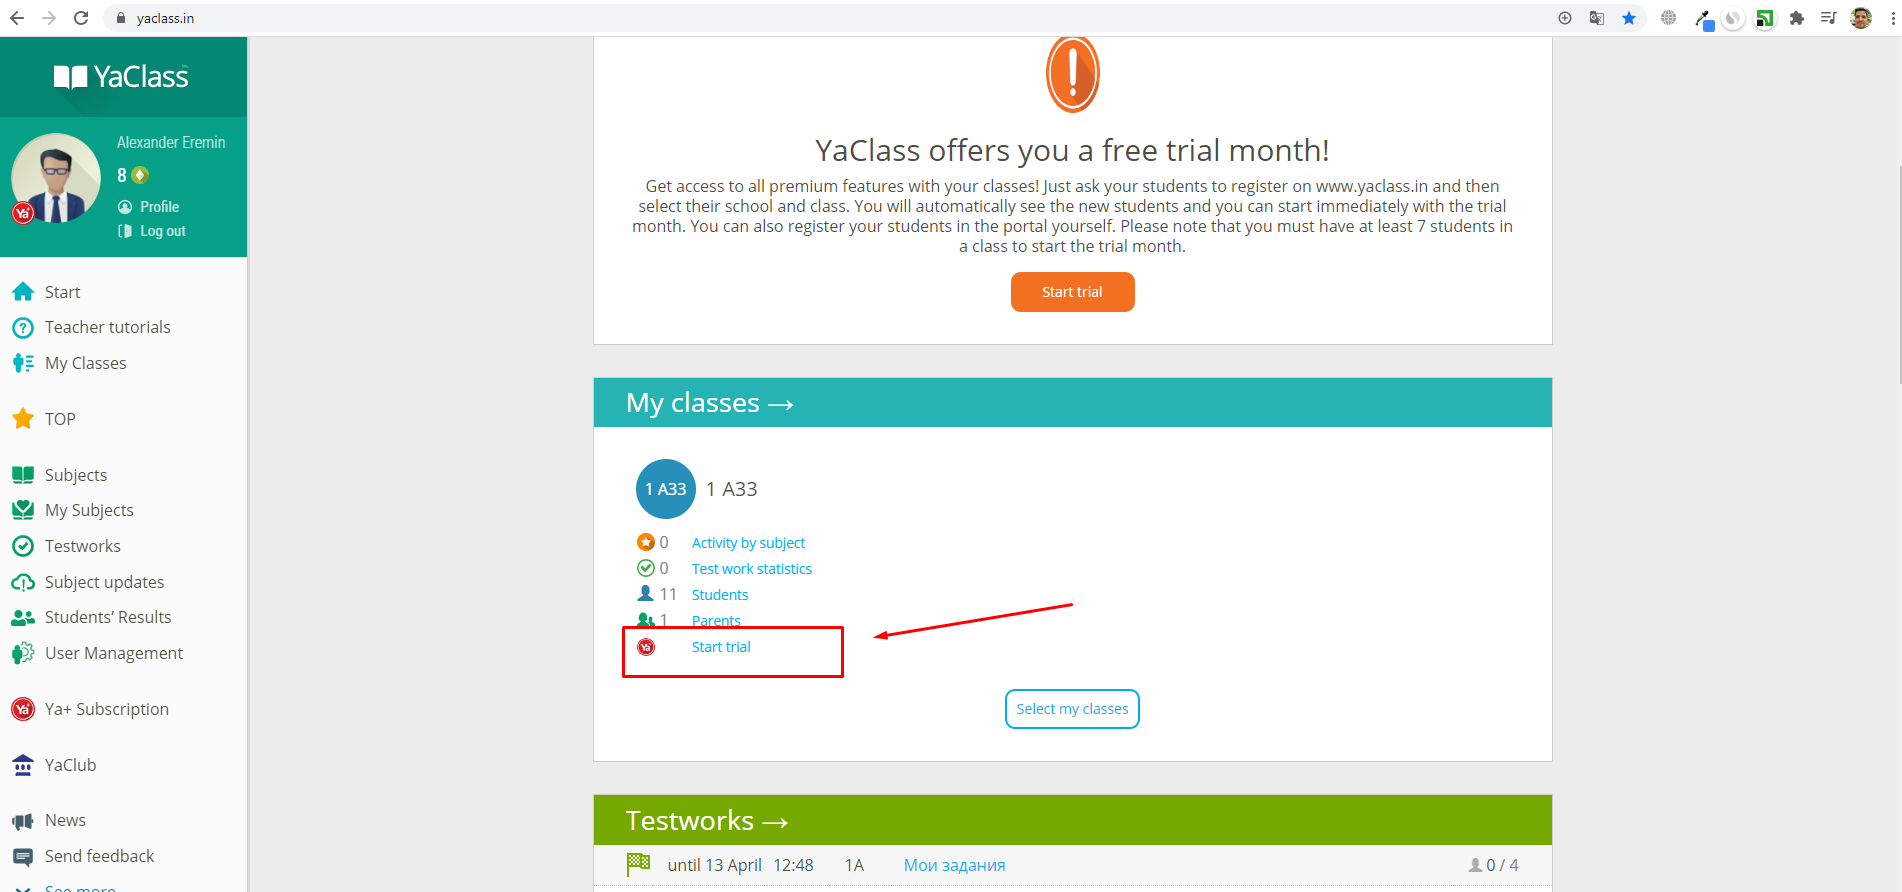 yaclass.in
YaClass
Alexander Eremin
8
Ya+
Profile
Log out
Start
Teacher tutorials
My Classes
TOP
Subjects
My Subjects
Testworks
Subject updates
Students’ Results
User Management
Ya+ Subscription
YaClub
News
Send feedback
See more
YaClass offers you a free trial month!
Get access to all premium features with your classes! Just ask your students to register on www.yaclass.in and then
select their school and class. You will automatically see the new students and you can start immediately with the trial
month. You can also register your students in the portal yourself. Please note that you must have at least 7 students in
a class to start the trial month.
Start trial
My classes →
1 A33 1 A33
0 Activity by subject
0 Test work statistics
11 Students
1 Parents
Ya+ Start trial
Select my classes
Testworks →
until 13 April 12:48 1A Мои задания 0 / 4